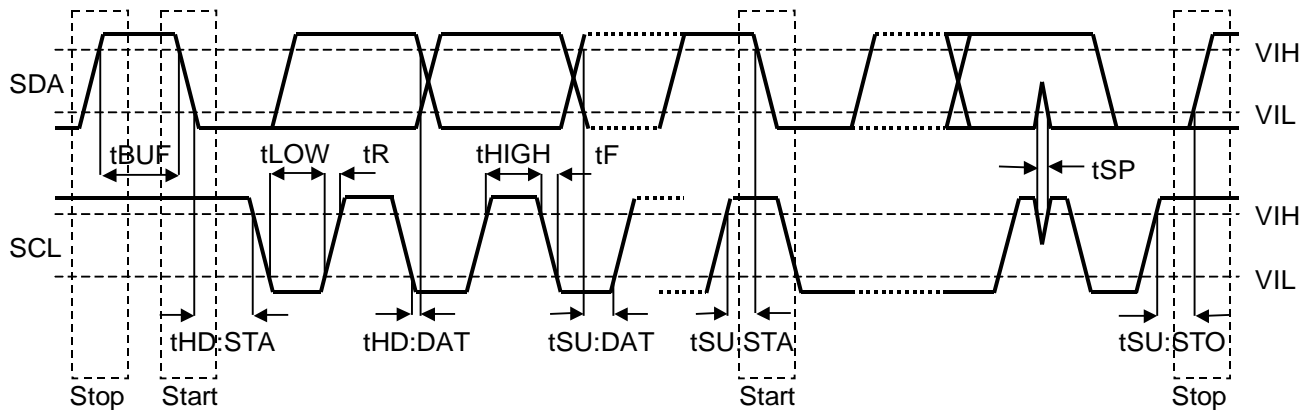 SDA
VIH
VIL
tBUF
tLOW
tR
tHIGH
tF
tSP
SCL
VIH
VIL
tHD:STA
tHD:DAT
tSU:DAT
tSU:STA
tSU:STO
Stop
Start
Start
Stop